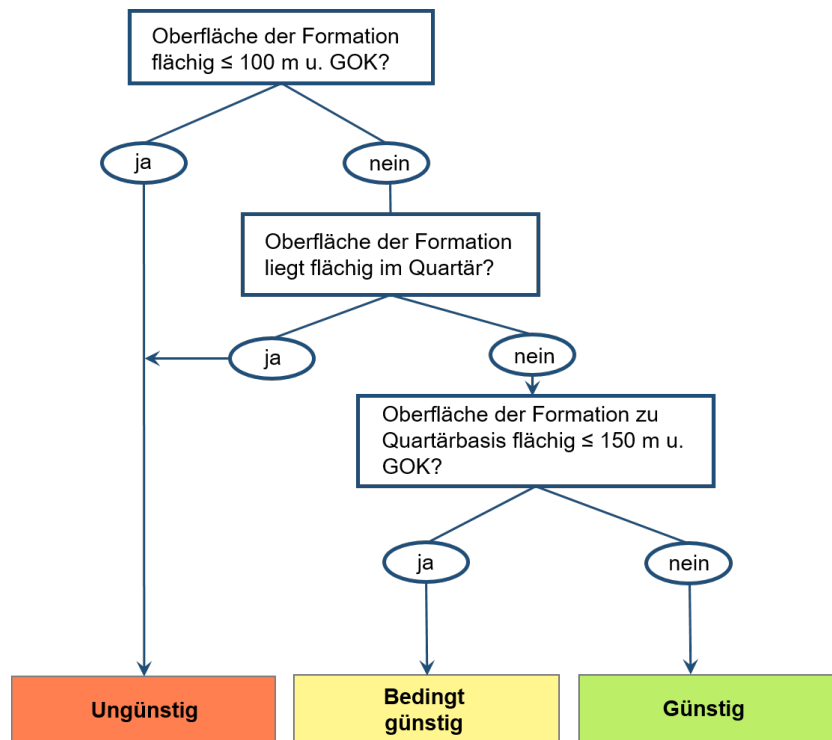 Oberfläche der Formation
flächig ≤ 100 m u. GOK?
ja
nein
Oberfläche der Formation
liegt flächig im Quartär?
ja
nein
Oberfläche der Formation zu
Quartärbasis flächig ≤ 150 m u.
GOK?
ja
nein
Ungünstig
Bedingt
günstig
Günstig